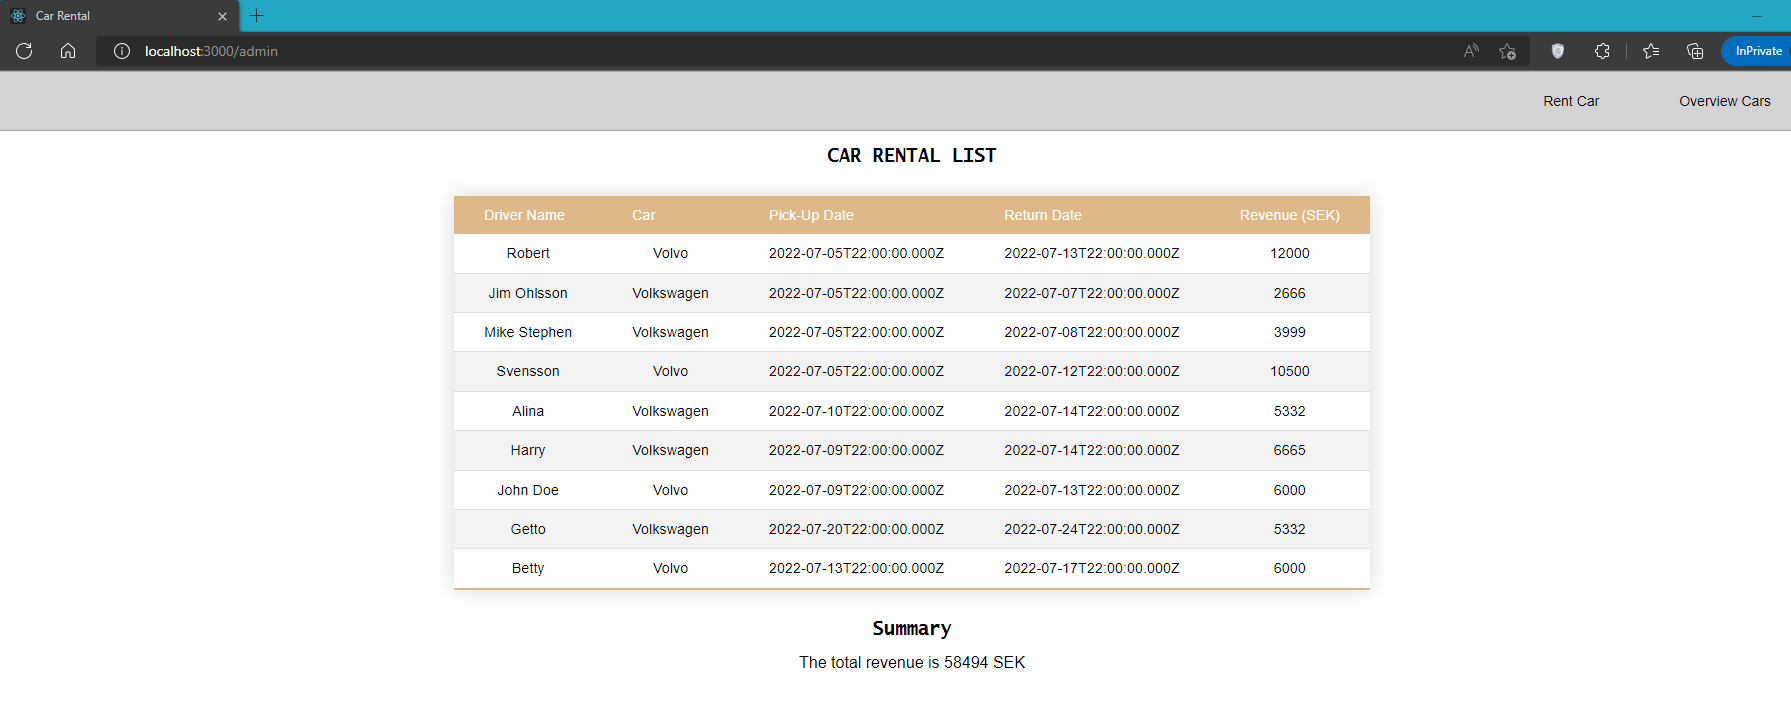 Car Rental
localhost:3000/admin
InPrivate
Rent Car Overview Cars
CAR RENTAL LIST
Driver Name Car Pick-Up Date Return Date Revenue (SEK)
Robert Volvo 2022-07-05T22:00:00.000Z 2022-07-13T22:00:00.000Z 12000
Jim Ohlsson Volkswagen 2022-07-05T22:00:00.000Z 2022-07-07T22:00:00.000Z 2666
Mike Stephen Volkswagen 2022-07-05T22:00:00.000Z 2022-07-08T22:00:00.000Z 3999
Svensson Volvo 2022-07-05T22:00:00.000Z 2022-07-12T22:00:00.000Z 10500
Alina Volkswagen 2022-07-10T22:00:00.000Z 2022-07-14T22:00:00.000Z 5332
Harry Volkswagen 2022-07-09T22:00:00.000Z 2022-07-14T22:00:00.000Z 6665
John Doe Volvo 2022-07-09T22:00:00.000Z 2022-07-13T22:00:00.000Z 6000
Getto Volkswagen 2022-07-20T22:00:00.000Z 2022-07-24T22:00:00.000Z 5332
Betty Volvo 2022-07-13T22:00:00.000Z 2022-07-17T22:00:00.000Z 6000
Summary
The total revenue is 58494 SEK